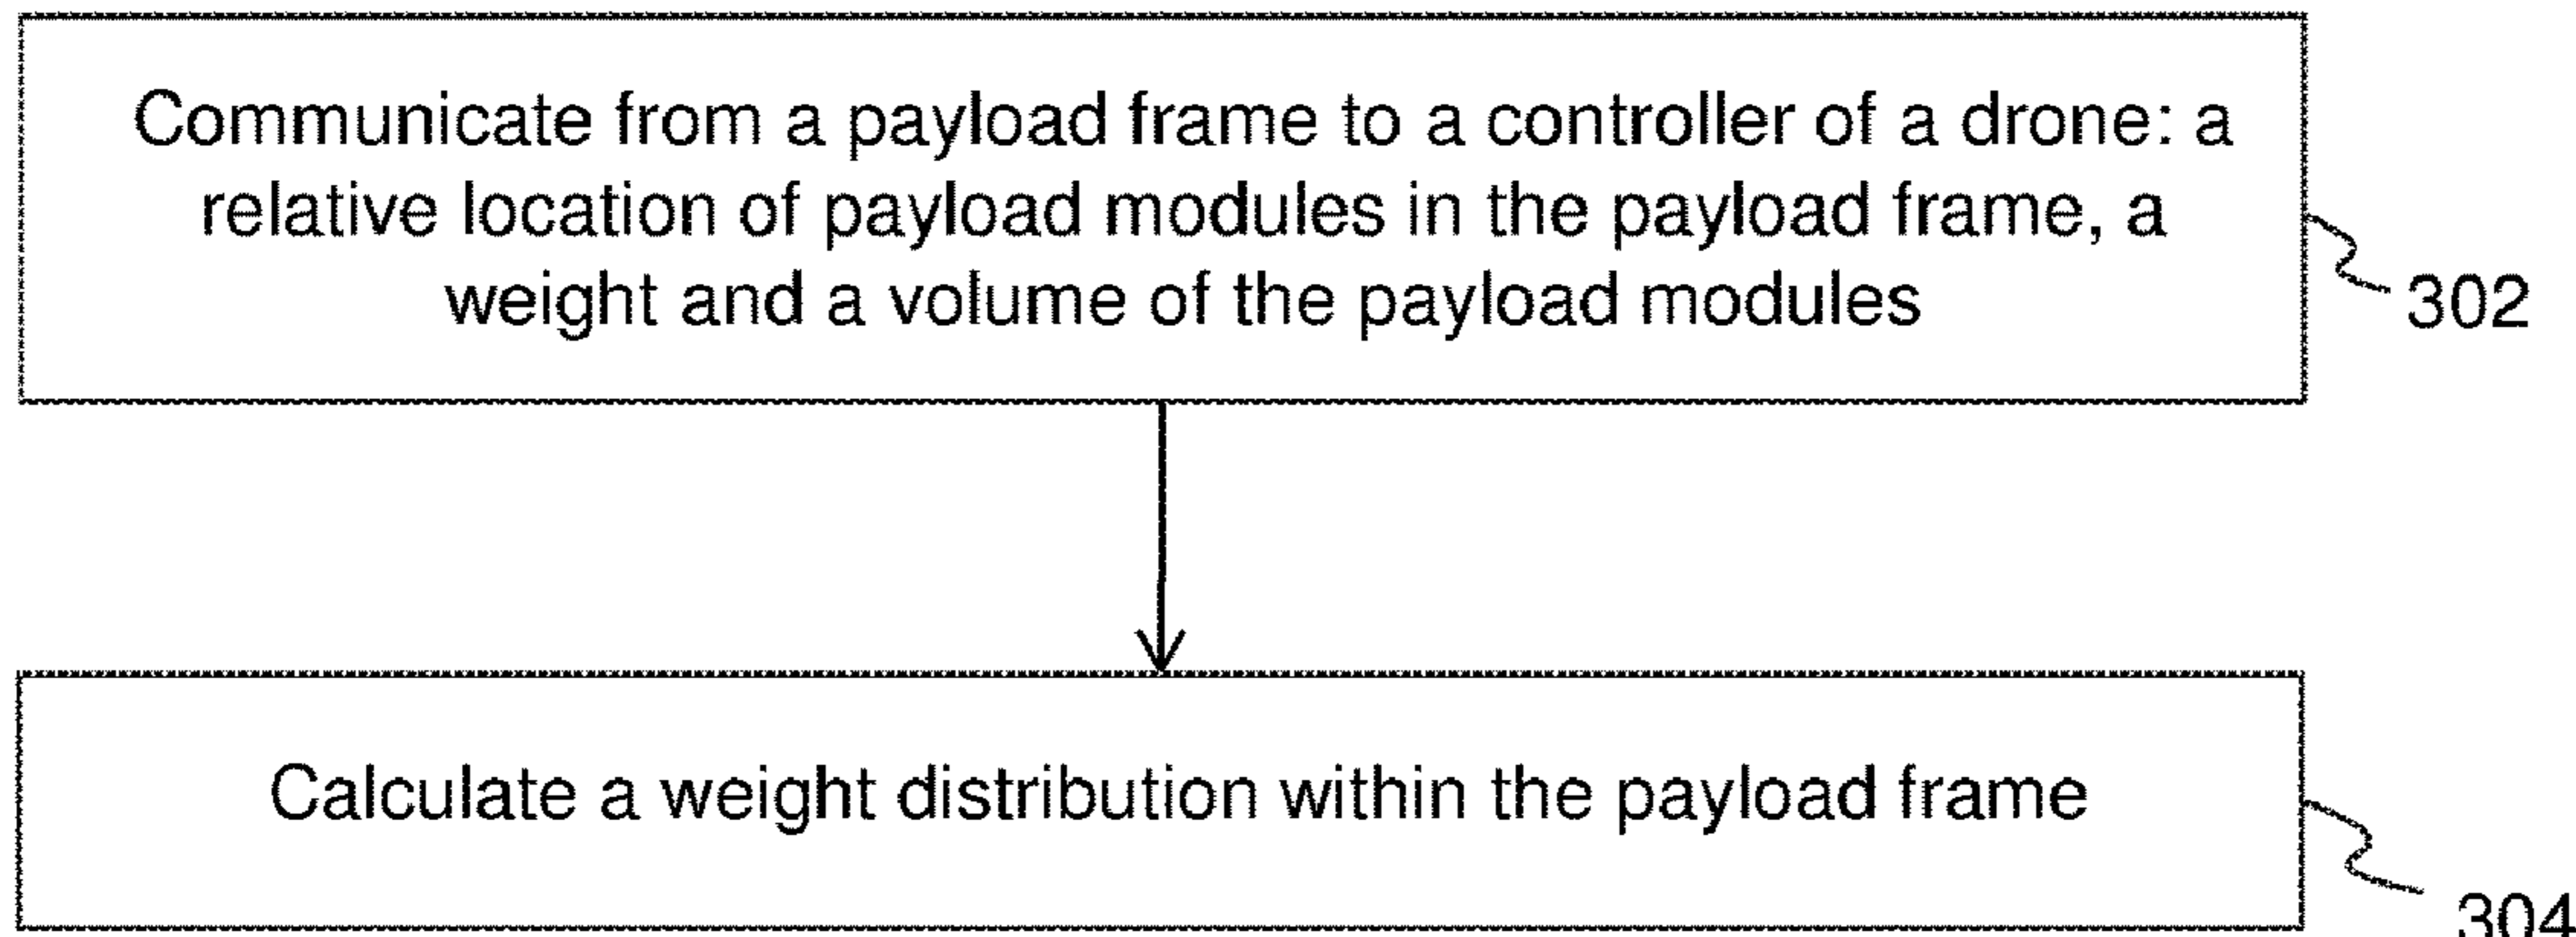 Communicate from a payload frame to a controller of a drone: a
relative location of payload modules in the payload frame, a
weight and a volume of the payload modules
302
Calculate a weight distribution within the payload frame
304